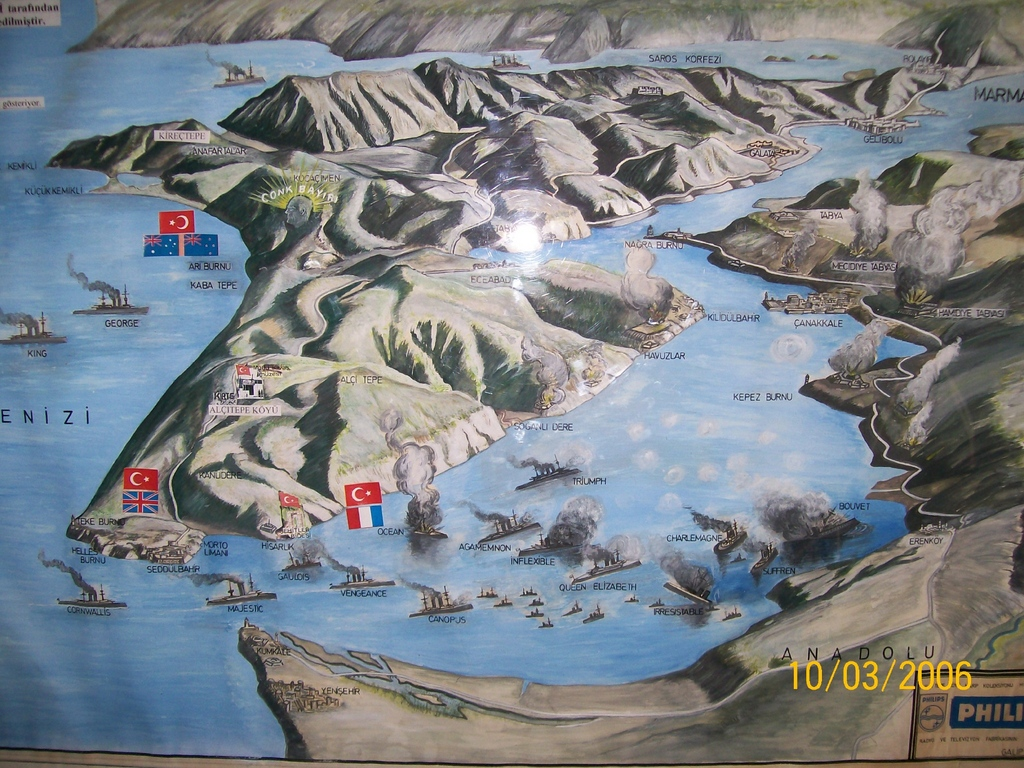 tarafından
edilmiştir.
gösteriyor
SAROS KÖRFEZİ
BOLAYIR
MARMA
GELİBOLU
GALATA
KİREÇTEPE
ANAFARTALAR
KEMİKLİ
KÜÇÜK KEMİKLİ
KOCAÇİMEN
CONK BAYIRI
ARI BURNU
KABA TEPE
ECEABAD
NAGRA BURNU
TABYA
MECİDİYE TABYASI
HAMİDİYE TABYASI
KİLİDÜLBAHİR
ÇANAKKALE
HAVUZLAR
KEPEZ BURNU
GEORGE
KING
ENİZİ
ALÇI TEPE
ALÇITEPE KÖYÜ
SOĞANLI DERE
TRIUMPH
TEKE BURNU
HİSARLIK
OCEAN
AGAMEMNON
INFLEXIBLE
CHARLEMAGNE
BOUVET
ERENKÖY
SUFFREN
SEDDÜLBAHİR
MORTO
LİMANI
GAULOIS
VENGEANCE
QUEEN ELIZABETH
IRRESISTABLE
CORNWALLIS
MAJESTIC
CANOPUS
KUMKALE
YENİŞEHİR
ANADOLU
10/03/2006
PHILIPS
PHILI